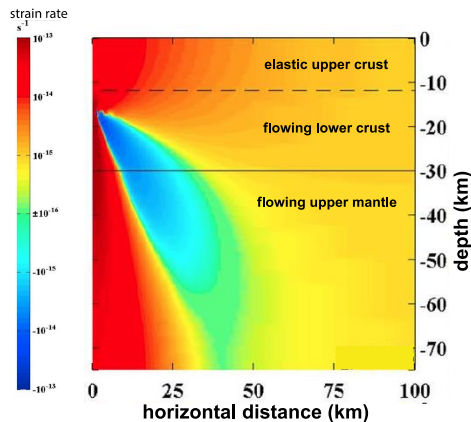 strain rate
s⁻¹
10⁻¹³
10⁻¹⁴
10⁻¹⁵
±10⁻¹⁶
-10⁻¹⁵
-10⁻¹⁴
-10⁻¹³
elastic upper crust
flowing lower crust
flowing upper mantle
0
-10
-20
-30
-40
-50
-60
-70
depth (km)
0 25 50 75 100
horizontal distance (km)